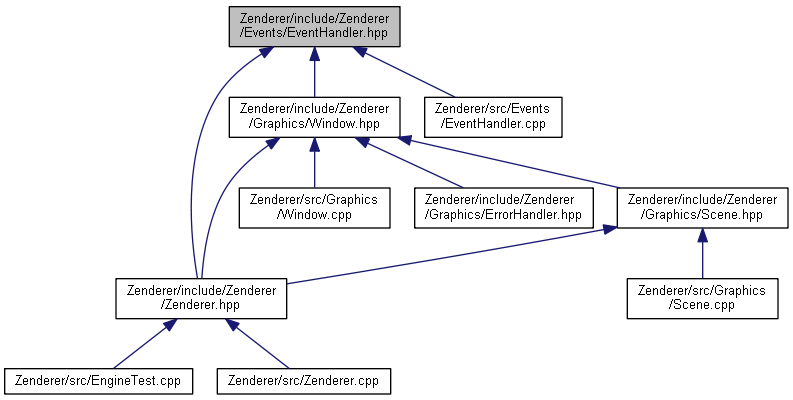 Zenderer/include/Zenderer
/Events/EventHandler.hpp
Zenderer/include/Zenderer
/Graphics/Window.hpp
Zenderer/src/Events
/EventHandler.cpp
Zenderer/src/Graphics
/Window.cpp
Zenderer/include/Zenderer
/Graphics/ErrorHandler.hpp
Zenderer/include/Zenderer
/Graphics/Scene.hpp
Zenderer/include/Zenderer
/Zenderer.hpp
Zenderer/src/Graphics
/Scene.cpp
Zenderer/src/EngineTest.cpp
Zenderer/src/Zenderer.cpp